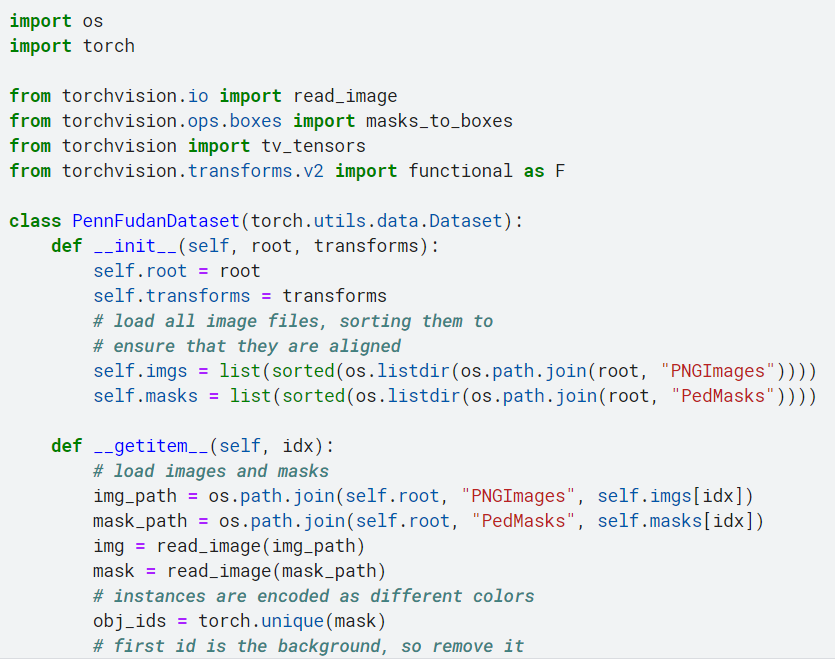 import os
import torch

from torchvision.io import read_image
from torchvision.ops.boxes import masks_to_boxes
from torchvision import tv_tensors
from torchvision.transforms.v2 import functional as F

class PennFudanDataset(torch.utils.data.Dataset):
    def __init__(self, root, transforms):
        self.root = root
        self.transforms = transforms
        # load all image files, sorting them to
        # ensure that they are aligned
        self.imgs = list(sorted(os.listdir(os.path.join(root, "PNGImages"))))
        self.masks = list(sorted(os.listdir(os.path.join(root, "PedMasks"))))

    def __getitem__(self, idx):
        # load images and masks
        img_path = os.path.join(self.root, "PNGImages", self.imgs[idx])
        mask_path = os.path.join(self.root, "PedMasks", self.masks[idx])
        img = read_image(img_path)
        mask = read_image(mask_path)
        # instances are encoded as different colors
        obj_ids = torch.unique(mask)
        # first id is the background, so remove it